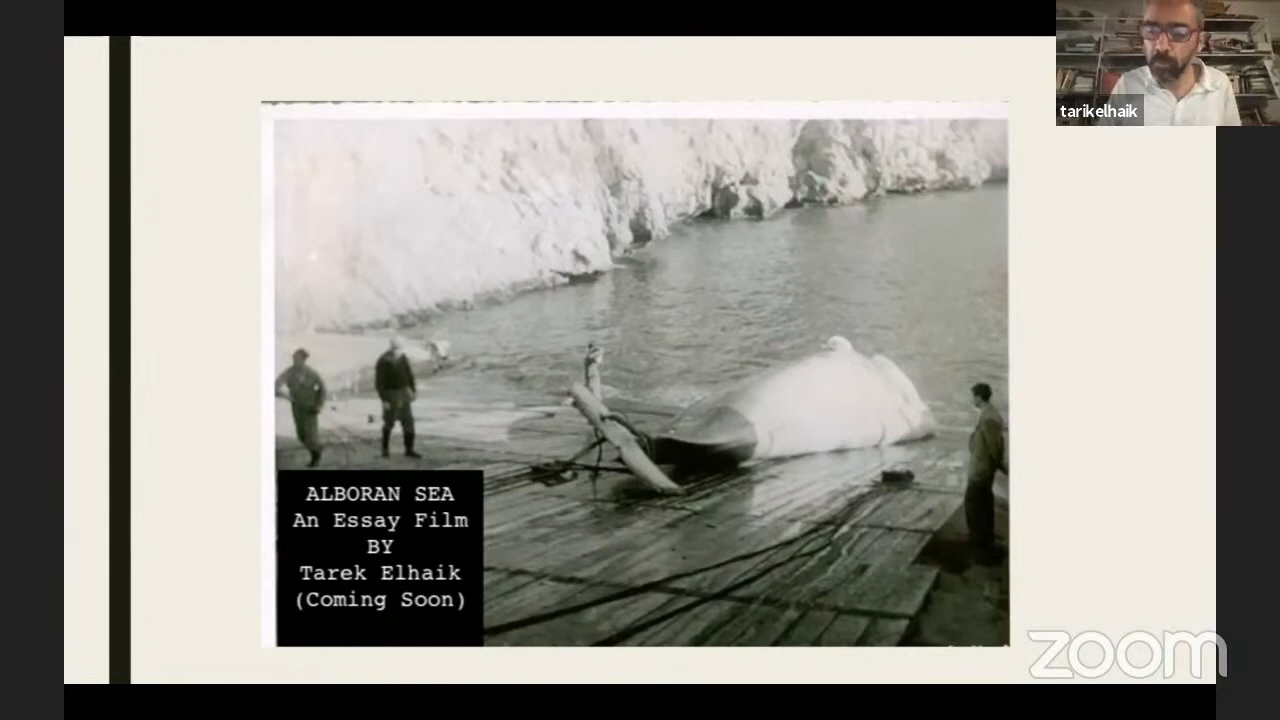 tarikelhaik
ALBORAN SEA
An Essay Film
BY
Tarek Elhaik
(Coming Soon)
zoom